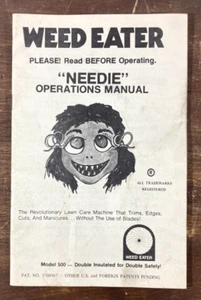 WEED EATER
PLEASE! Read BEFORE Operating.
"NEEDIE"
OPERATIONS MANUAL
®
ALL TRADEMARKS
REGISTERED
The Revolutionary Lawn Care Machine That Trims, Edges,
Cuts, And Manicures . . . Without The Use of Blades!
WEED EATER
Model 500 — Double Insulated for Double Safety!
PAT. NO. OTHER U.S. and FOREIGN PATENTS PENDING